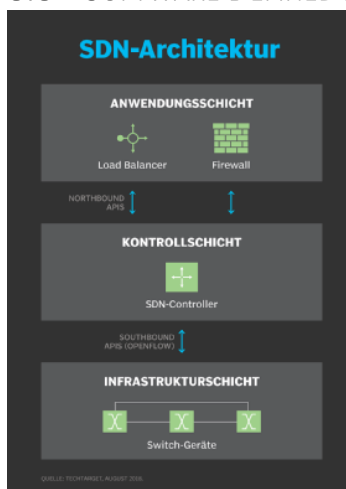 SDN-Architektur
ANWENDUNGSSCHICHT
Load Balancer
Firewall
NORTHBOUND
APIS
KONTROLLSCHICHT
SDN-Controller
SOUTHBOUND
APIS (OPENFLOW)
INFRASTRUKTURSCHICHT
Switch-Geräte
QUELLE: TECHTARGET, AUGUST